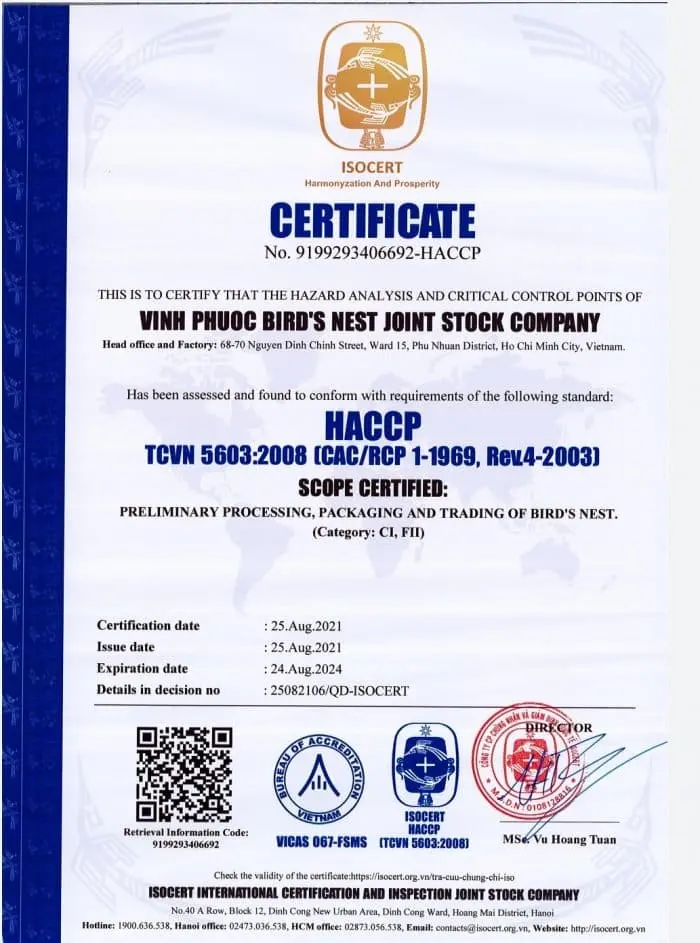 ISOCERT
Harmonyzation And Prosperity
CERTIFICATE
No. 9199293406692-HACCP
THIS IS TO CERTIFY THAT THE HAZARD ANALYSIS AND CRITICAL CONTROL POINTS OF
VINH PHUOC BIRD'S NEST JOINT STOCK COMPANY
Head office and Factory: 68-70 Nguyen Dinh Chinh Street, Ward 15, Phu Nhuan District, Ho Chi Minh City, Vietnam.
Has been assessed and found to conform with requirements of the following standard:
HACCP
TCVN 5603:2008 (CAC/RCP 1-1969, Rev.4-2003)
SCOPE CERTIFIED:
PRELIMINARY PROCESSING, PACKAGING AND TRADING OF BIRD'S NEST.
(Category: CI, FII)
Certification date : 25.Aug.2021
Issue date : 25.Aug.2021
Expiration date : 24.Aug.2024
Details in decision no : 25082106/QD-ISOCERT
Retrieval Information Code:
9199293406692
BUREAU OF ACCREDITATION
VIETNAM
VICAS 067-FSMS
ISOCERT
HACCP
(TCVN 5603:2008)
DIRECTOR
CÔNG TY CP CHỨNG NHẬN VÀ GIÁM ĐỊNH
M.S.D.N: 0108128816
MSc. Vu Hoang Tuan
Check the validity of the certificate:https://isocert.org.vn/tra-cuu-chung-chi-iso
ISOCERT INTERNATIONAL CERTIFICATION AND INSPECTION JOINT STOCK COMPANY
No.40 A Row, Block 12, Dinh Cong New Urban Area, Dinh Cong Ward, Hoang Mai District, Hanoi
Hotline: 1900.636.538, Hanoi office: 02473.036.538, HCM office: 02873.056.538, Email: contacts@isocert.org.vn, Website: http://isocert.org.vn